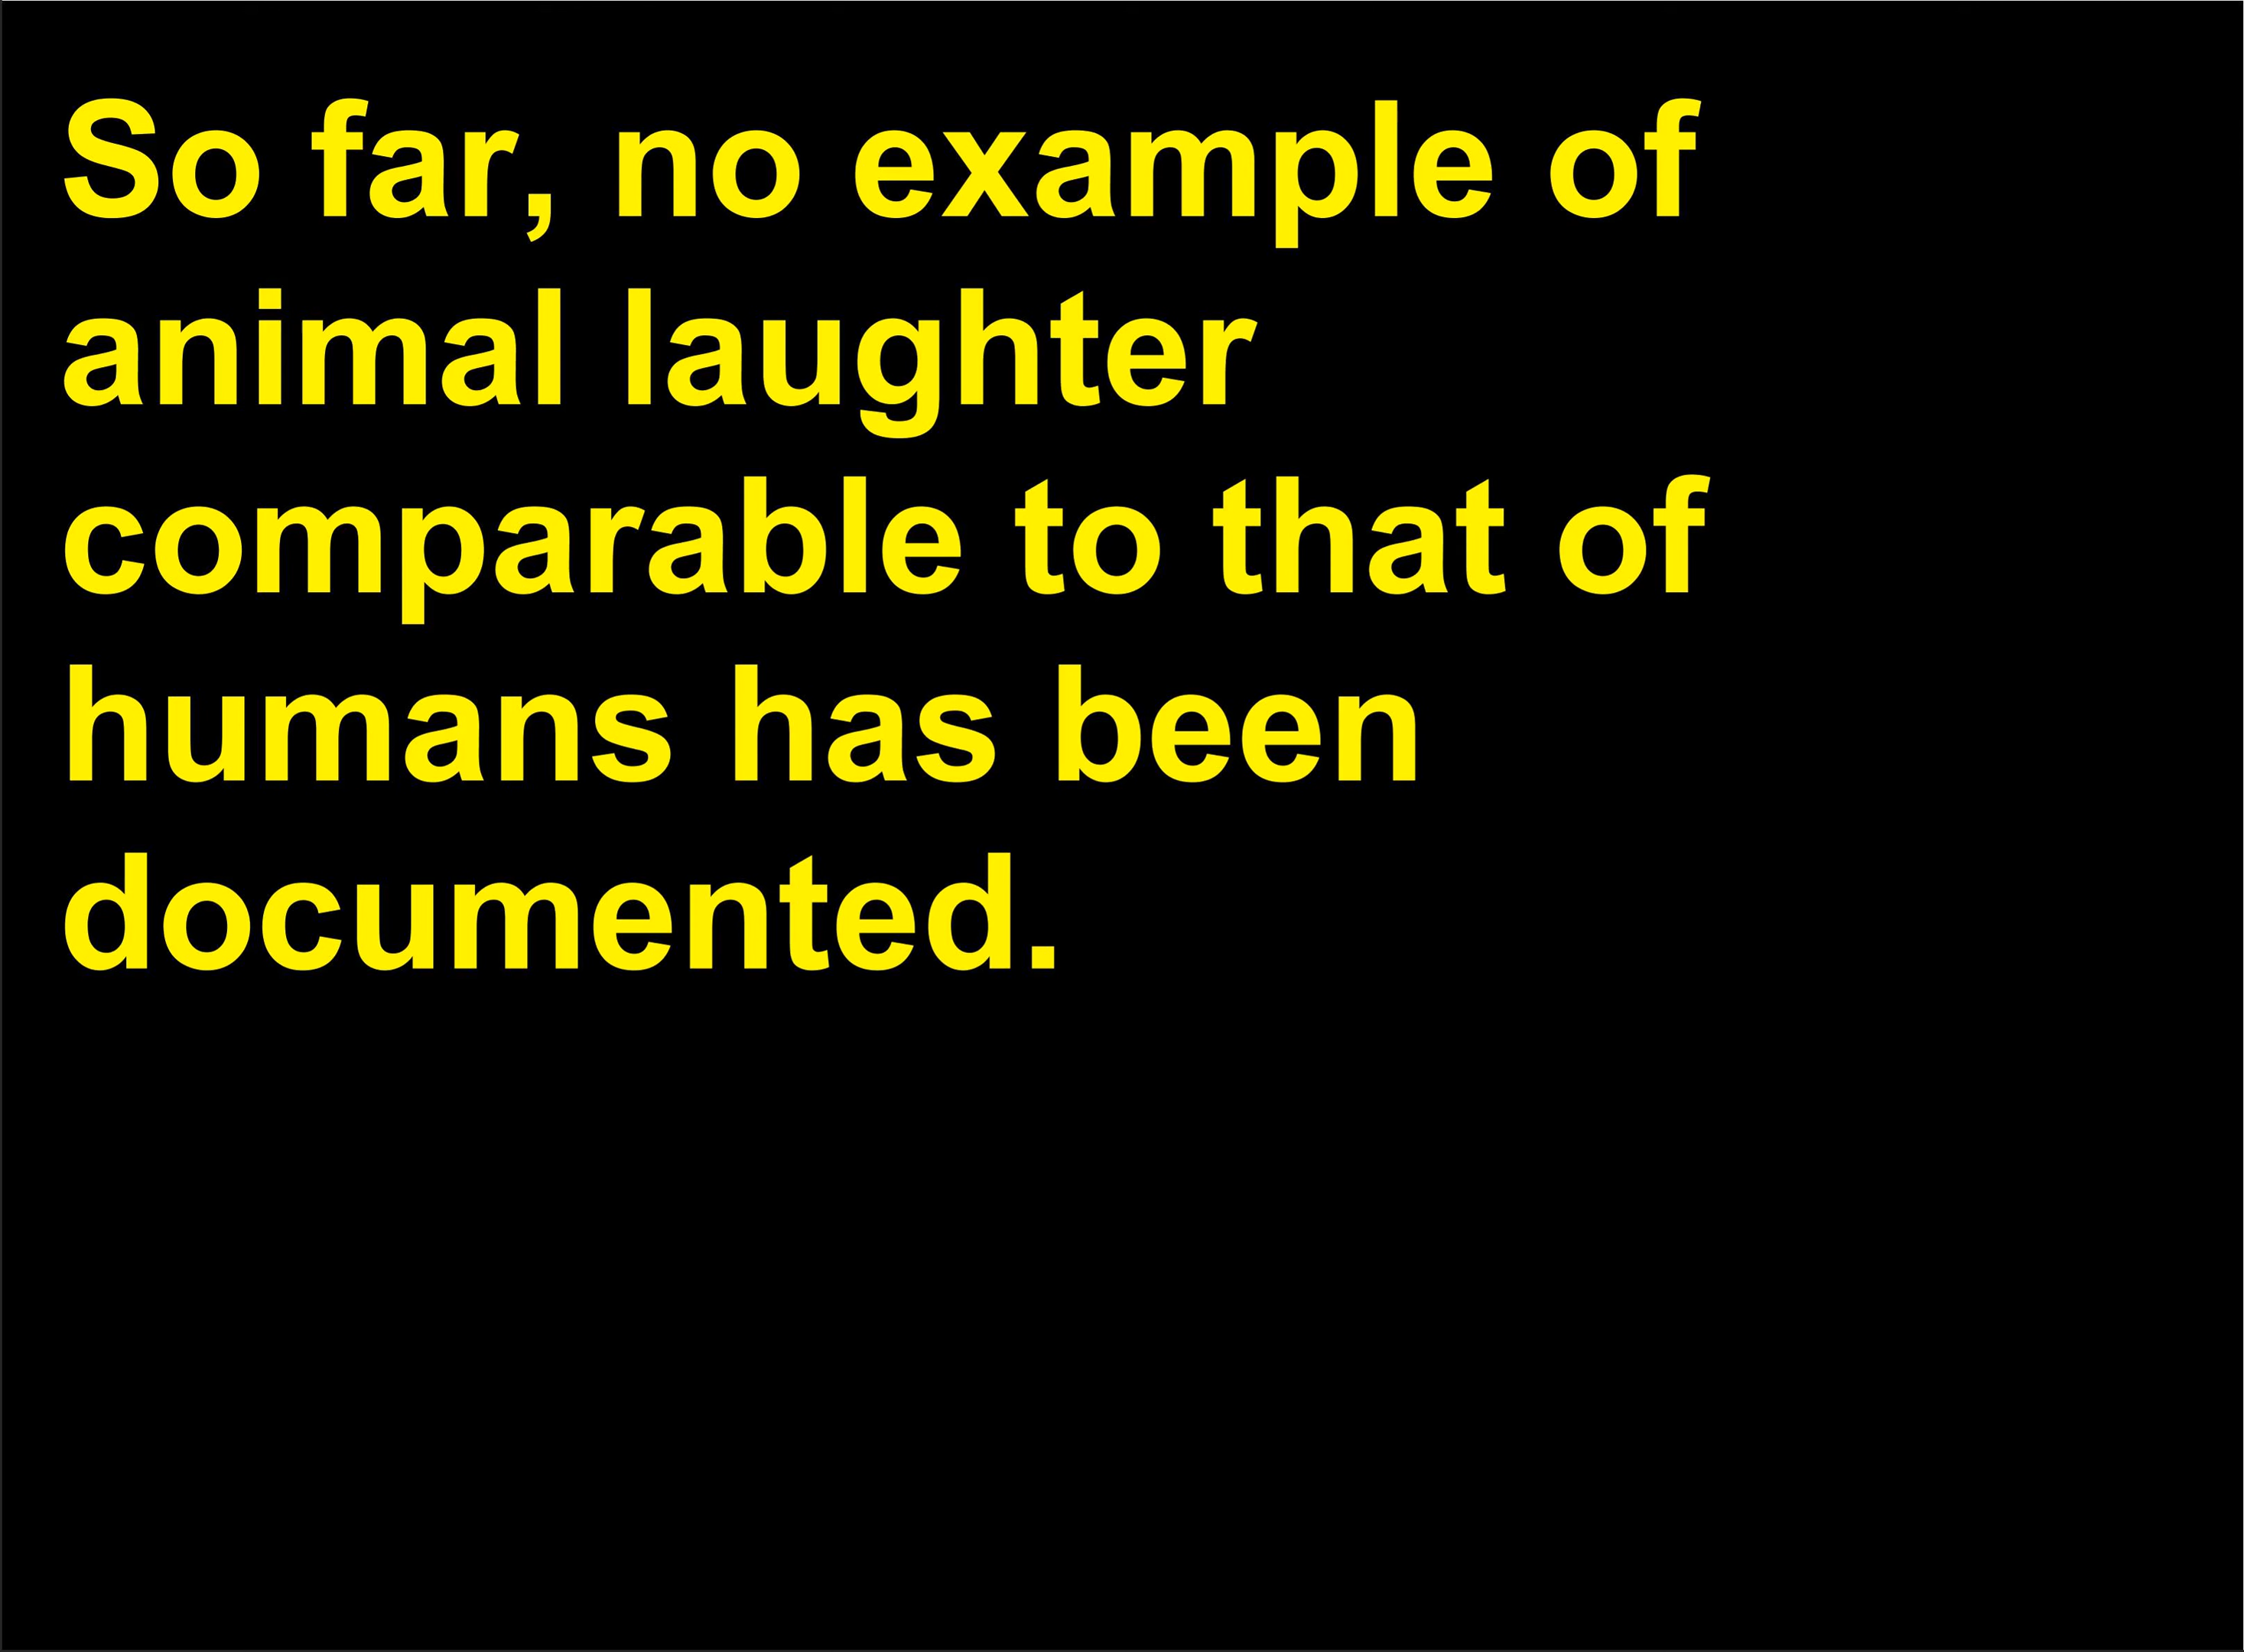 So far, no example of
animal laughter
comparable to that of
humans has been
documented.